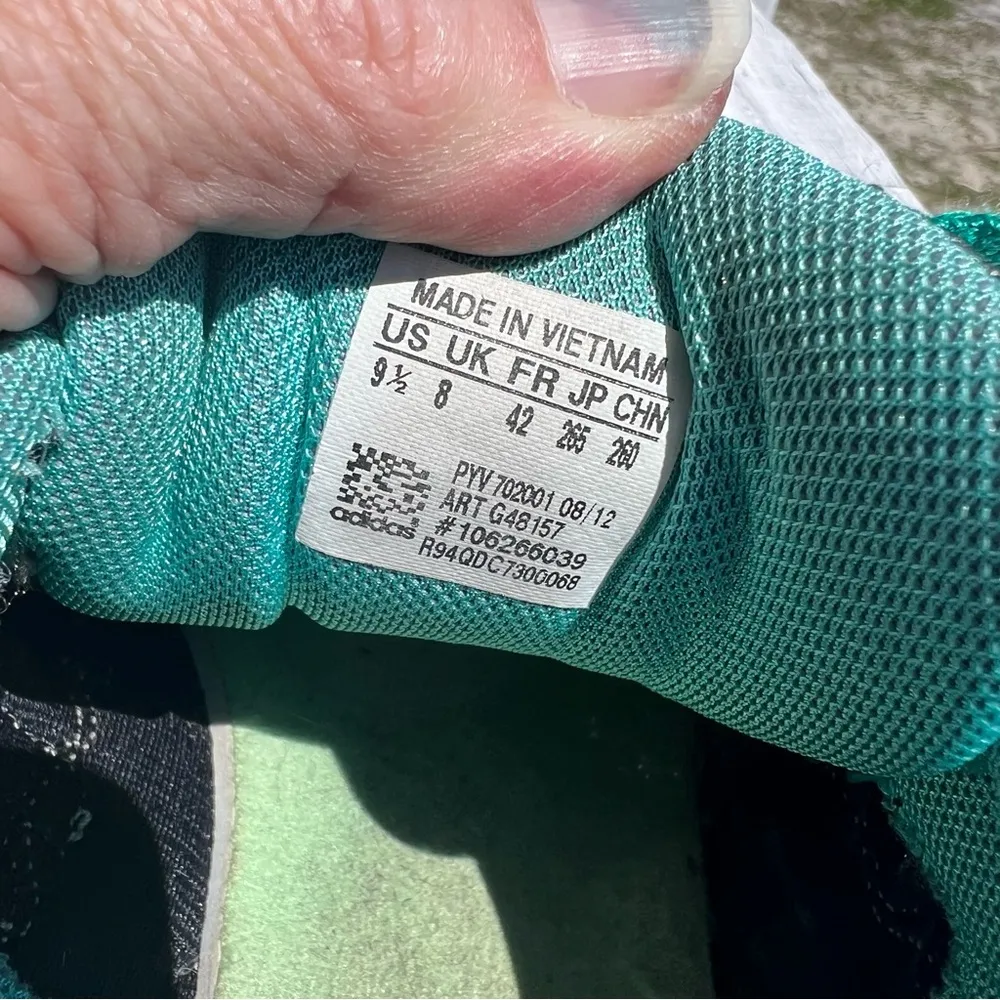 MADE IN VIETNAM
US UK FR JP CHN
9½ 8 42 265 260
PYV 702001 08/12
ART G48157
#106266039
adidas R94QDC7300068